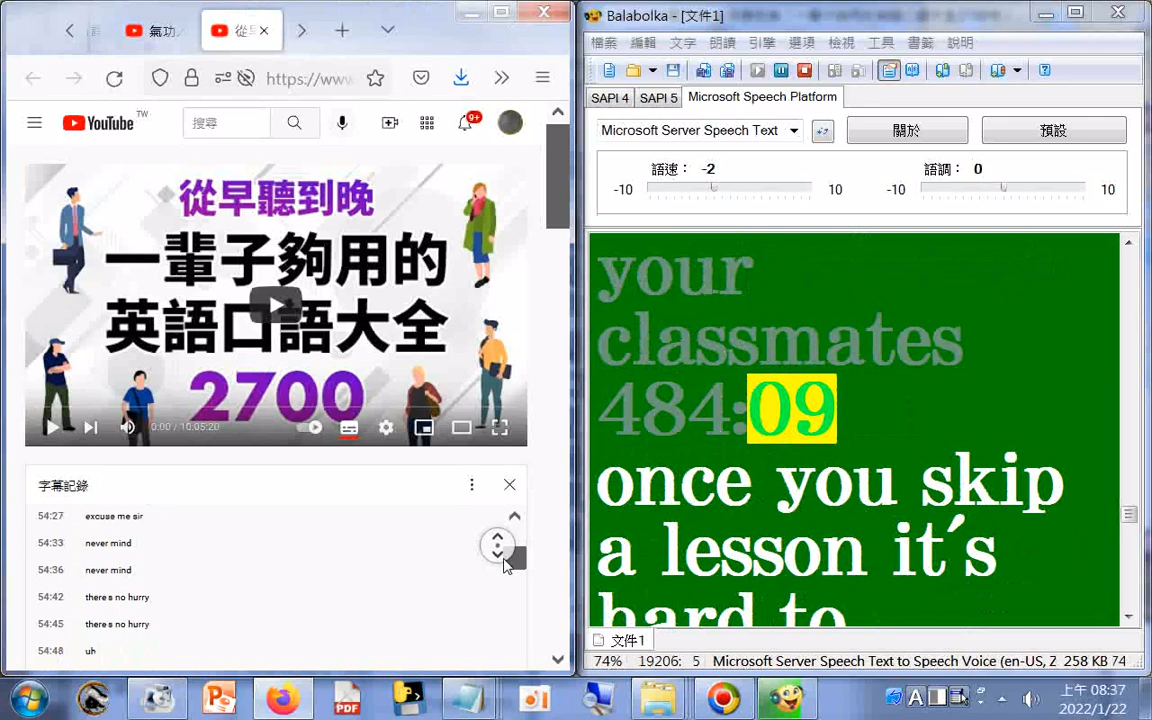 氣功
從
https://www
YouTube TW
搜尋
9+
從早聽到晚
一輩子夠用的
英語口語大全
2700
0:00 / 10:05:20
字幕記錄
54:27 excuse me sir
54:33 never mind
54:36 never mind
54:42 there's no hurry
54:45 there's no hurry
54:48 uh
Balabolka - [文件1]
檔案 編輯 文字 朗讀 引擎 選項 檢視 工具 書籤 說明
SAPI 4 SAPI 5 Microsoft Speech Platform
Microsoft Server Speech Text 關於 預設
語速： -2 語調： 0
-10 10 -10 10
your
classmates
484:09
once you skip
a lesson it's
hard to
文件1
74% 19206: 5 Microsoft Server Speech Text to Speech Voice (en-US, Z 258 KB 74
PDF
A
上午 08:37
2022/1/22